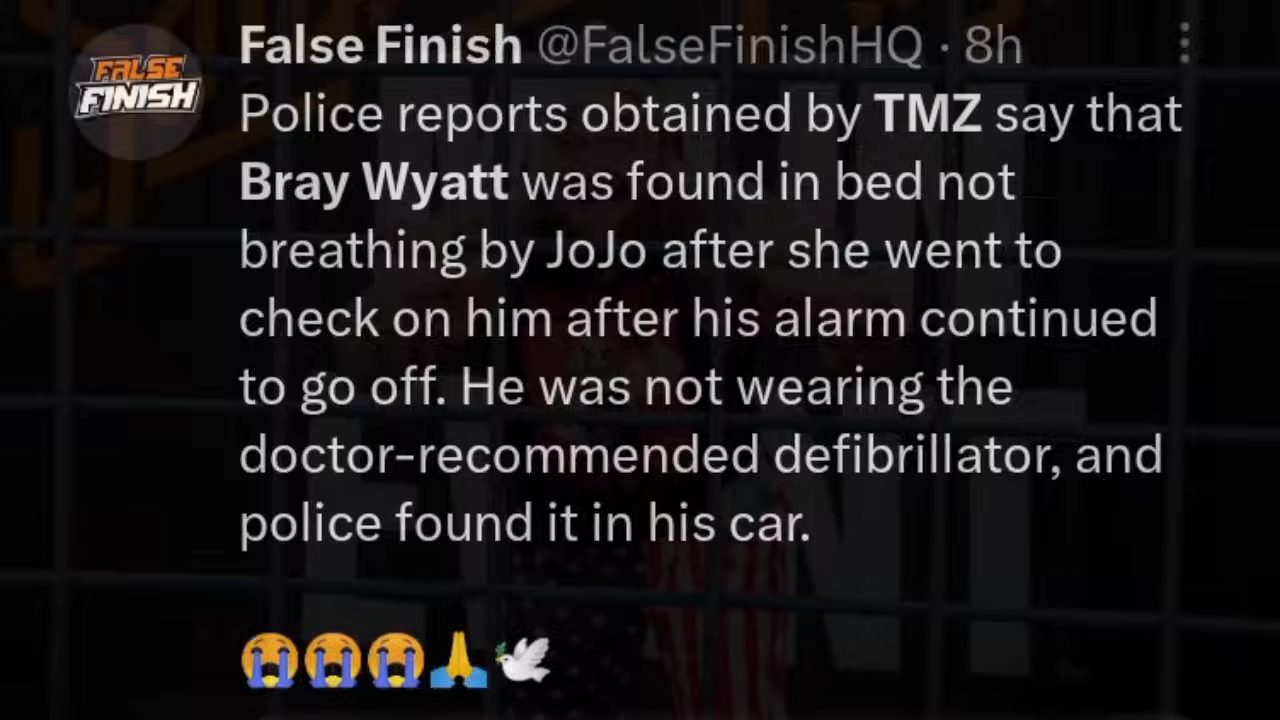 FALSE
FINISH
False Finish @FalseFinishHQ · 8h
Police reports obtained by TMZ say that
Bray Wyatt was found in bed not
breathing by JoJo after she went to
check on him after his alarm continued
to go off. He was not wearing the
doctor-recommended defibrillator, and
police found it in his car.
😭😭😭🙏🕊️